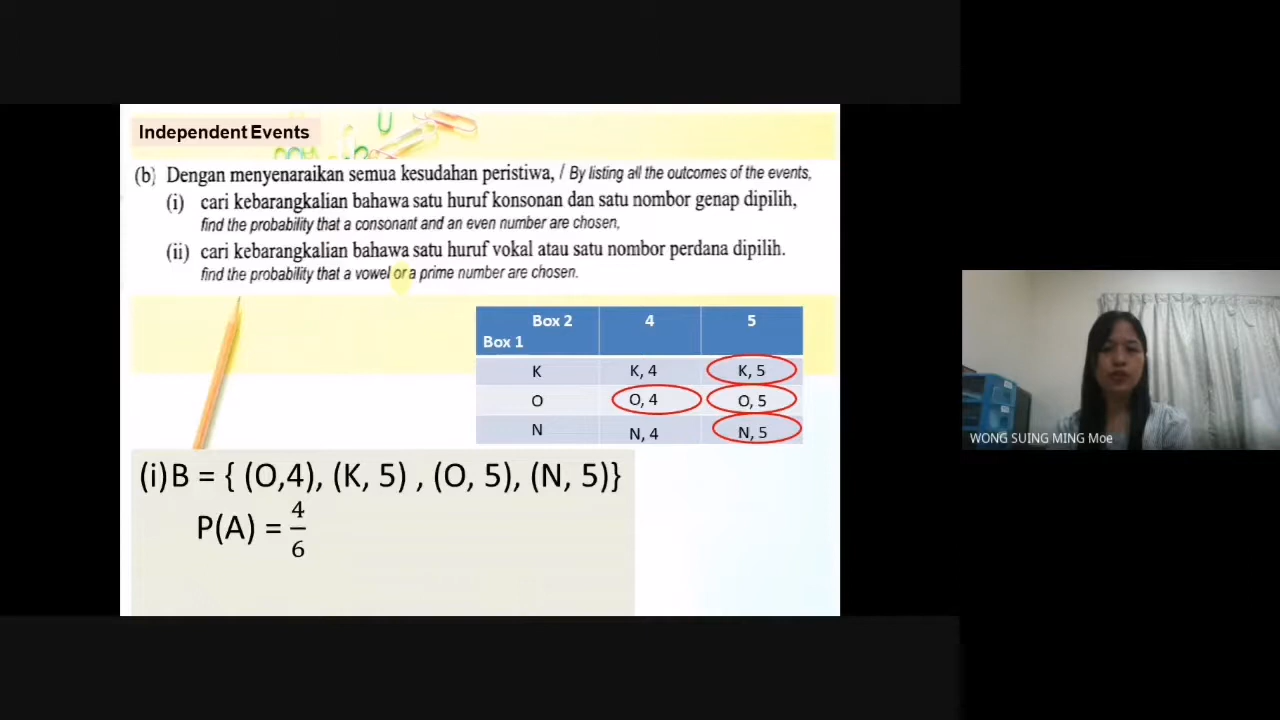 Independent Events
(b) Dengan menyenaraikan semua kesudahan peristiwa, / By listing all the outcomes of the events,
(i) cari kebarangkalian bahawa satu huruf konsonan dan satu nombor genap dipilih,
find the probability that a consonant and an even number are chosen,
(ii) cari kebarangkalian bahawa satu huruf vokal atau satu nombor perdana dipilih.
find the probability that a vowel or a prime number are chosen.
Box 2 4 5
Box 1
K K, 4 K, 5
O O, 4 O, 5
N N, 4 N, 5
(i) B = { (O,4), (K, 5) , (O, 5), (N, 5)}
P(A) = 4/6
WONG SUING MING Moe